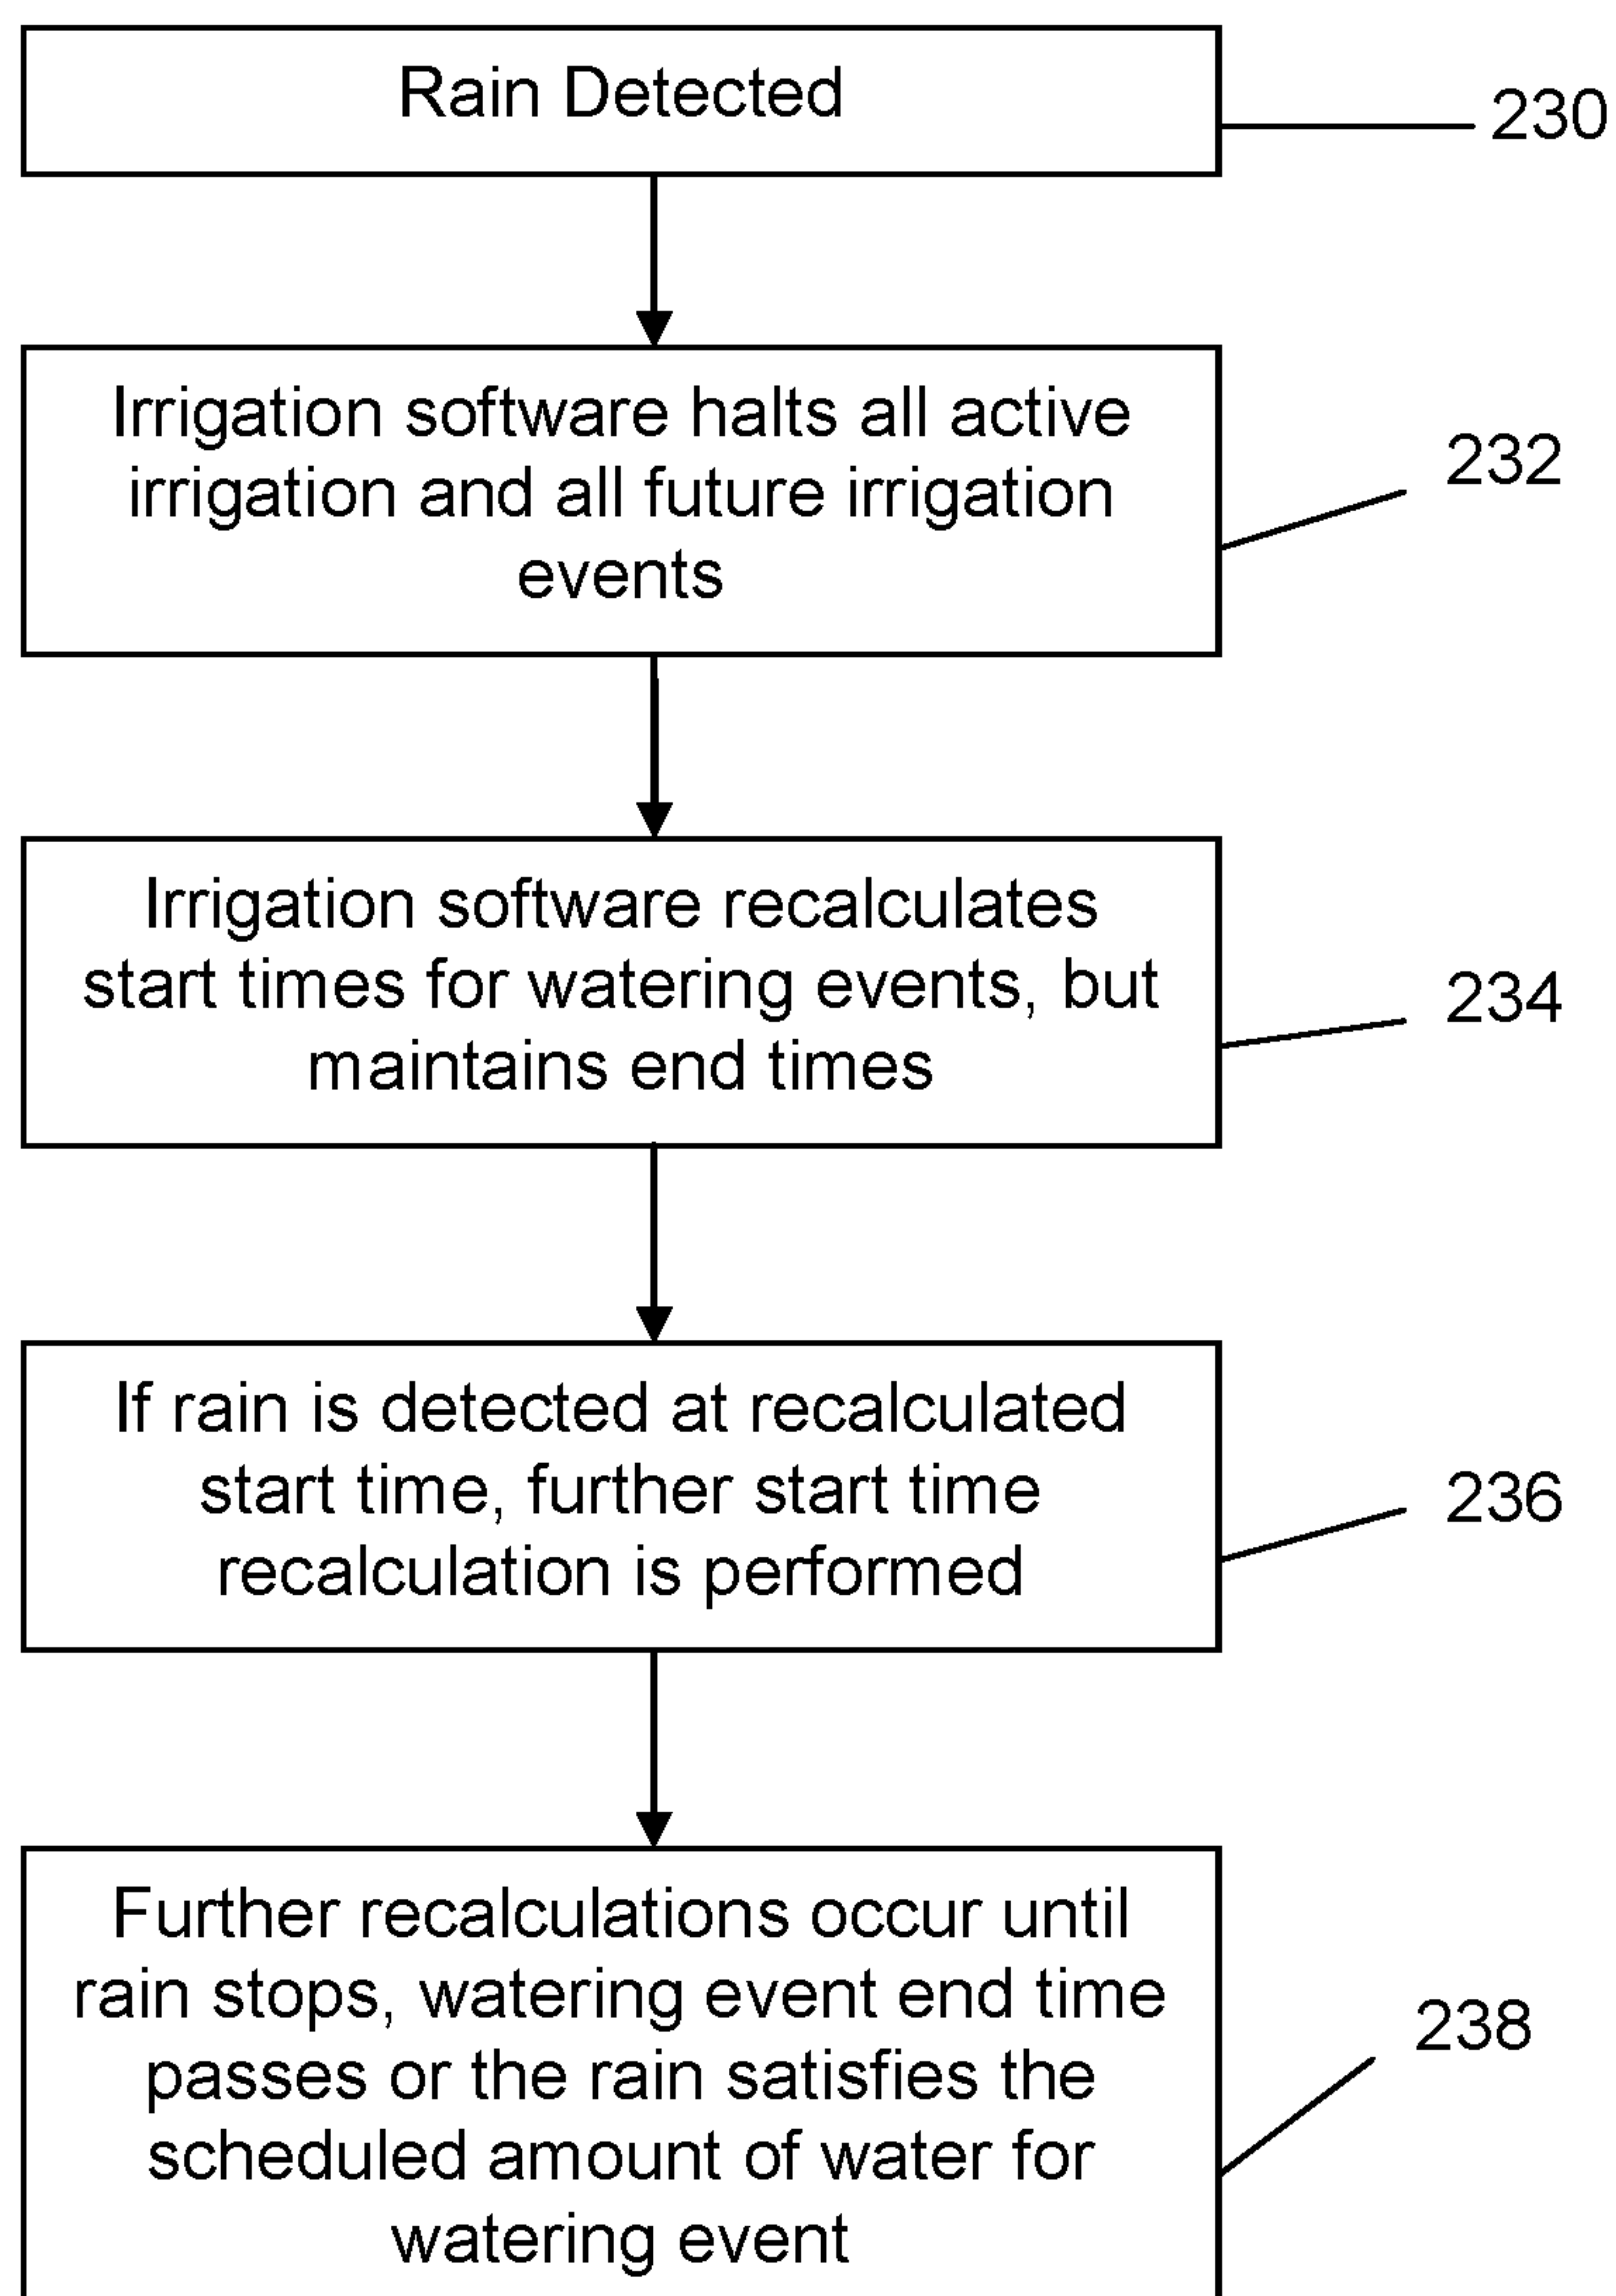 Rain Detected
230
Irrigation software halts all active
irrigation and all future irrigation
events
232
Irrigation software recalculates
start times for watering events, but
maintains end times
234
If rain is detected at recalculated
start time, further start time
recalculation is performed
236
Further recalculations occur until
rain stops, watering event end time
passes or the rain satisfies the
scheduled amount of water for
watering event
238